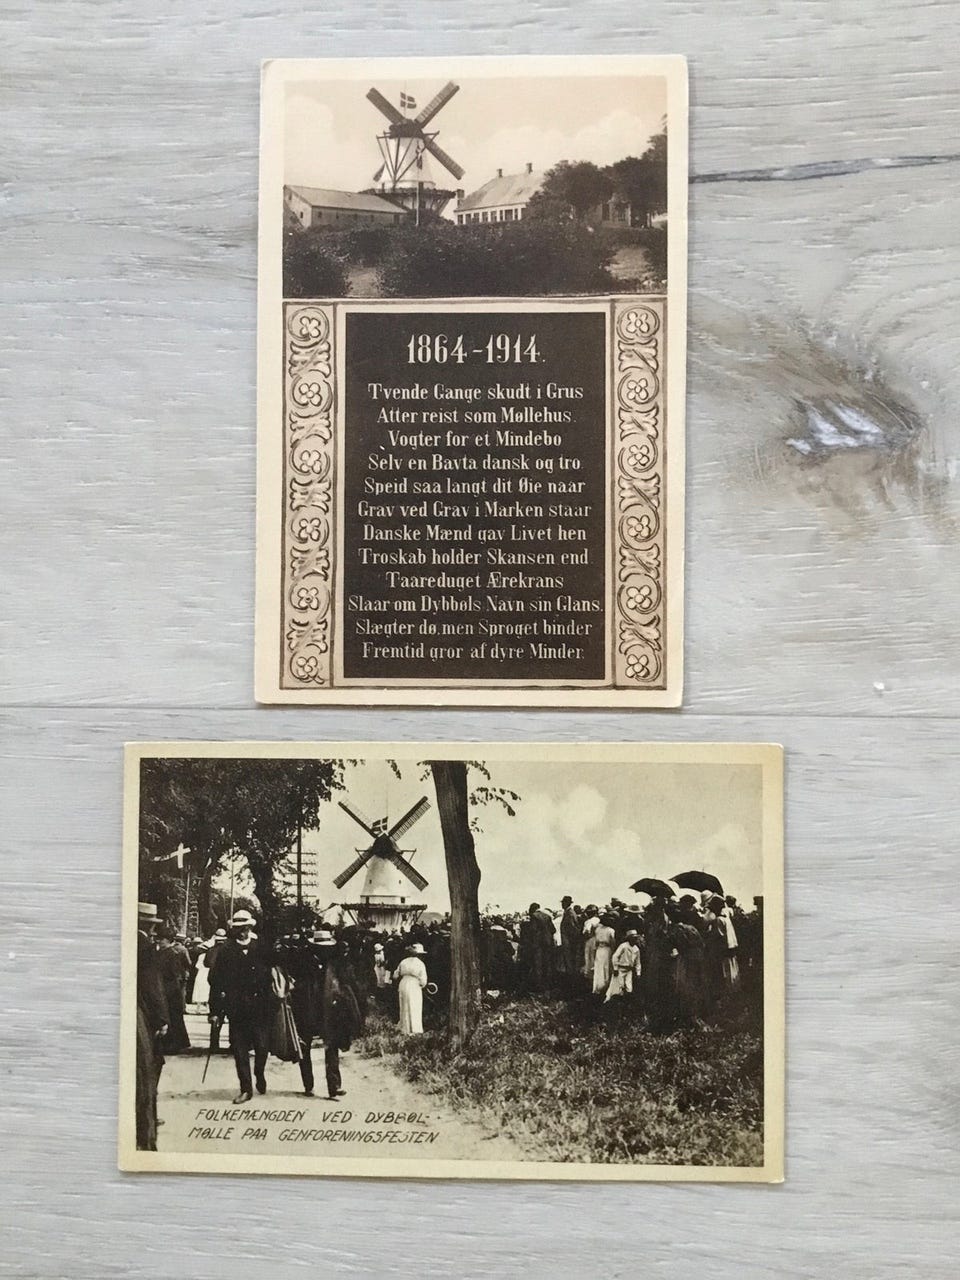 1864-1914.
Tvende Gange skudt i Grus
Atter reist som Møllehus.
Vogter for et Mindebo
Selv en Bavta dansk og tro.
Speid saa langt dit Øie naar
Grav ved Grav i Marken staar
Danske Mænd gav Livet hen
Troskab holder Skansen end.
Taareduget Ærekrans
Slaar om Dybbøls Navn sin Glans.
Slægter dø, men Sproget binder
Fremtid gror af dyre Minder.
FOLKEMÆNGDEN VED DYBBØL-
MØLLE PAA GENFORENINGSFESTEN